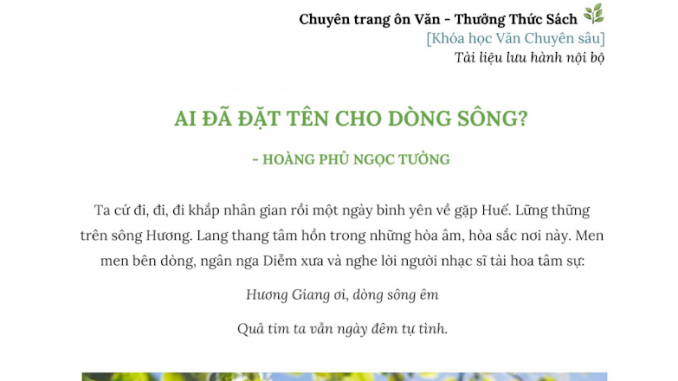 Chuyên trang ôn Văn - Thưởng Thức Sách
[Khóa học Văn Chuyên sâu]
Tài liệu lưu hành nội bộ
AI ĐÃ ĐẶT TÊN CHO DÒNG SÔNG?
- HOÀNG PHỦ NGỌC TƯỜNG
Ta cứ đi, đi, đi khắp nhân gian rồi một ngày bình yên về gặp Huế. Lững thững
trên sông Hương. Lang thang tâm hồn trong những hòa âm, hòa sắc nơi này. Men
men bên dòng, ngân nga Diễm xưa và nghe lời người nhạc sĩ tài hoa tâm sự:
Hương Giang ơi, dòng sông êm
Quả tim ta vẫn ngày đêm tự tình.